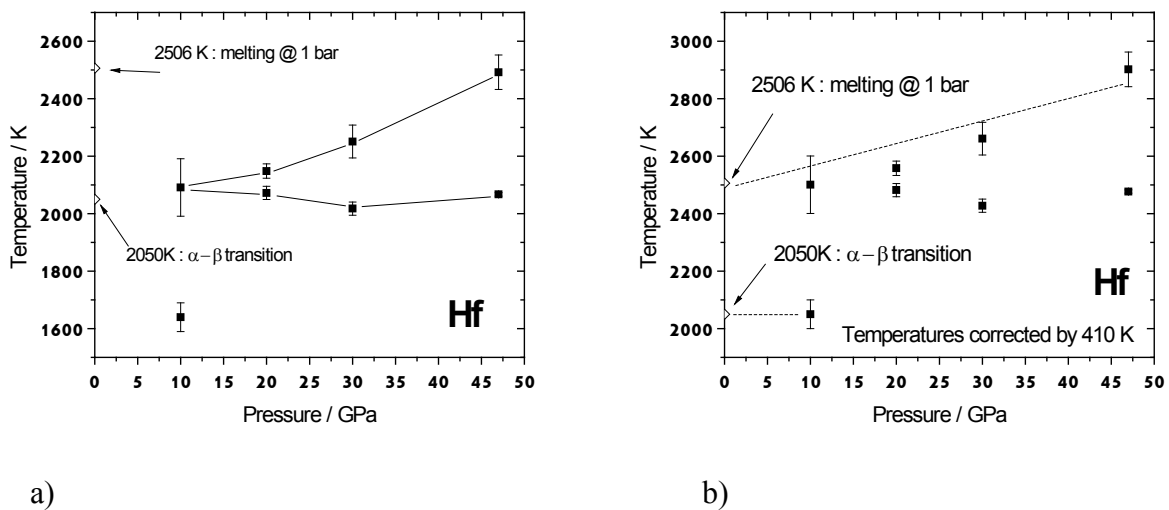 2600
2506 K : melting @ 1 bar
2400
2200
2000
2050K : α−β transition
1800
1600
Hf
0 5 10 15 20 25 30 35 40 45 50
Temperature / K
Pressure / GPa
a)
3000
2800
2506 K : melting @ 1 bar
2600
2400
2200
2050K : α−β transition
Hf
2000
Temperatures corrected by 410 K
0 5 10 15 20 25 30 35 40 45 50
Temperature / K
Pressure / GPa
b)